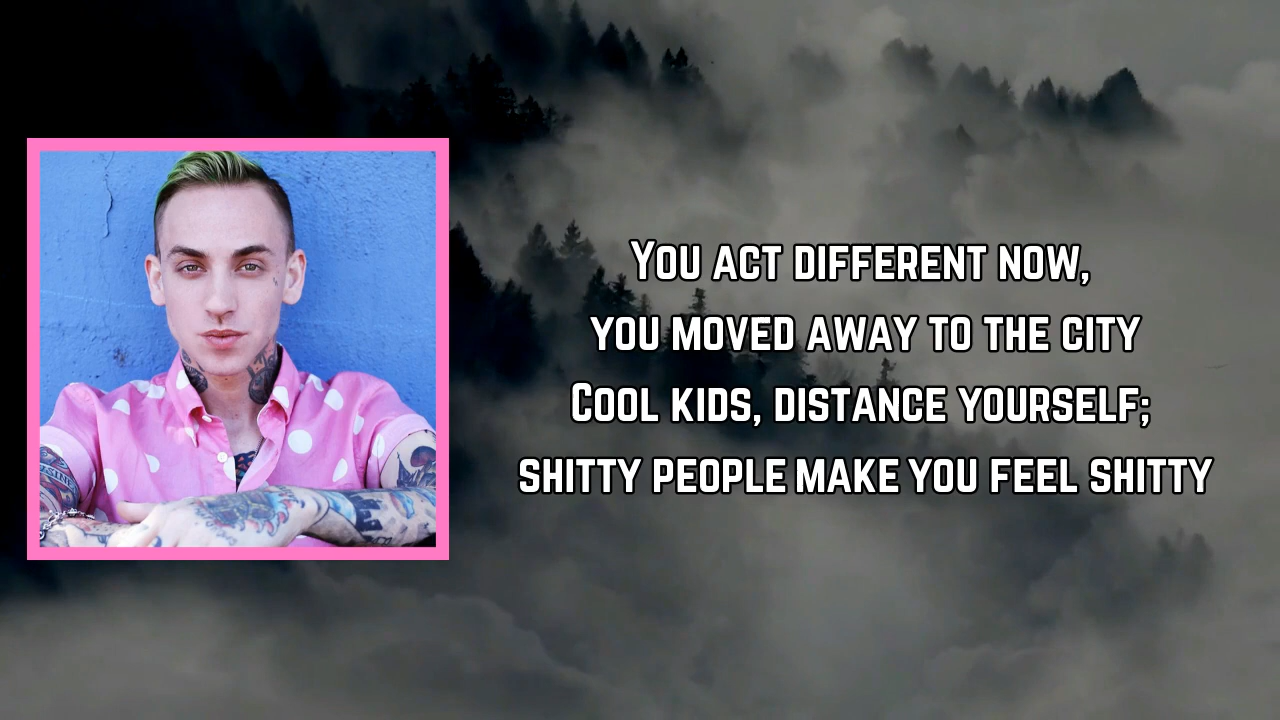 You act different now,
you moved away to the city
Cool kids, distance yourself;
shitty people make you feel shitty